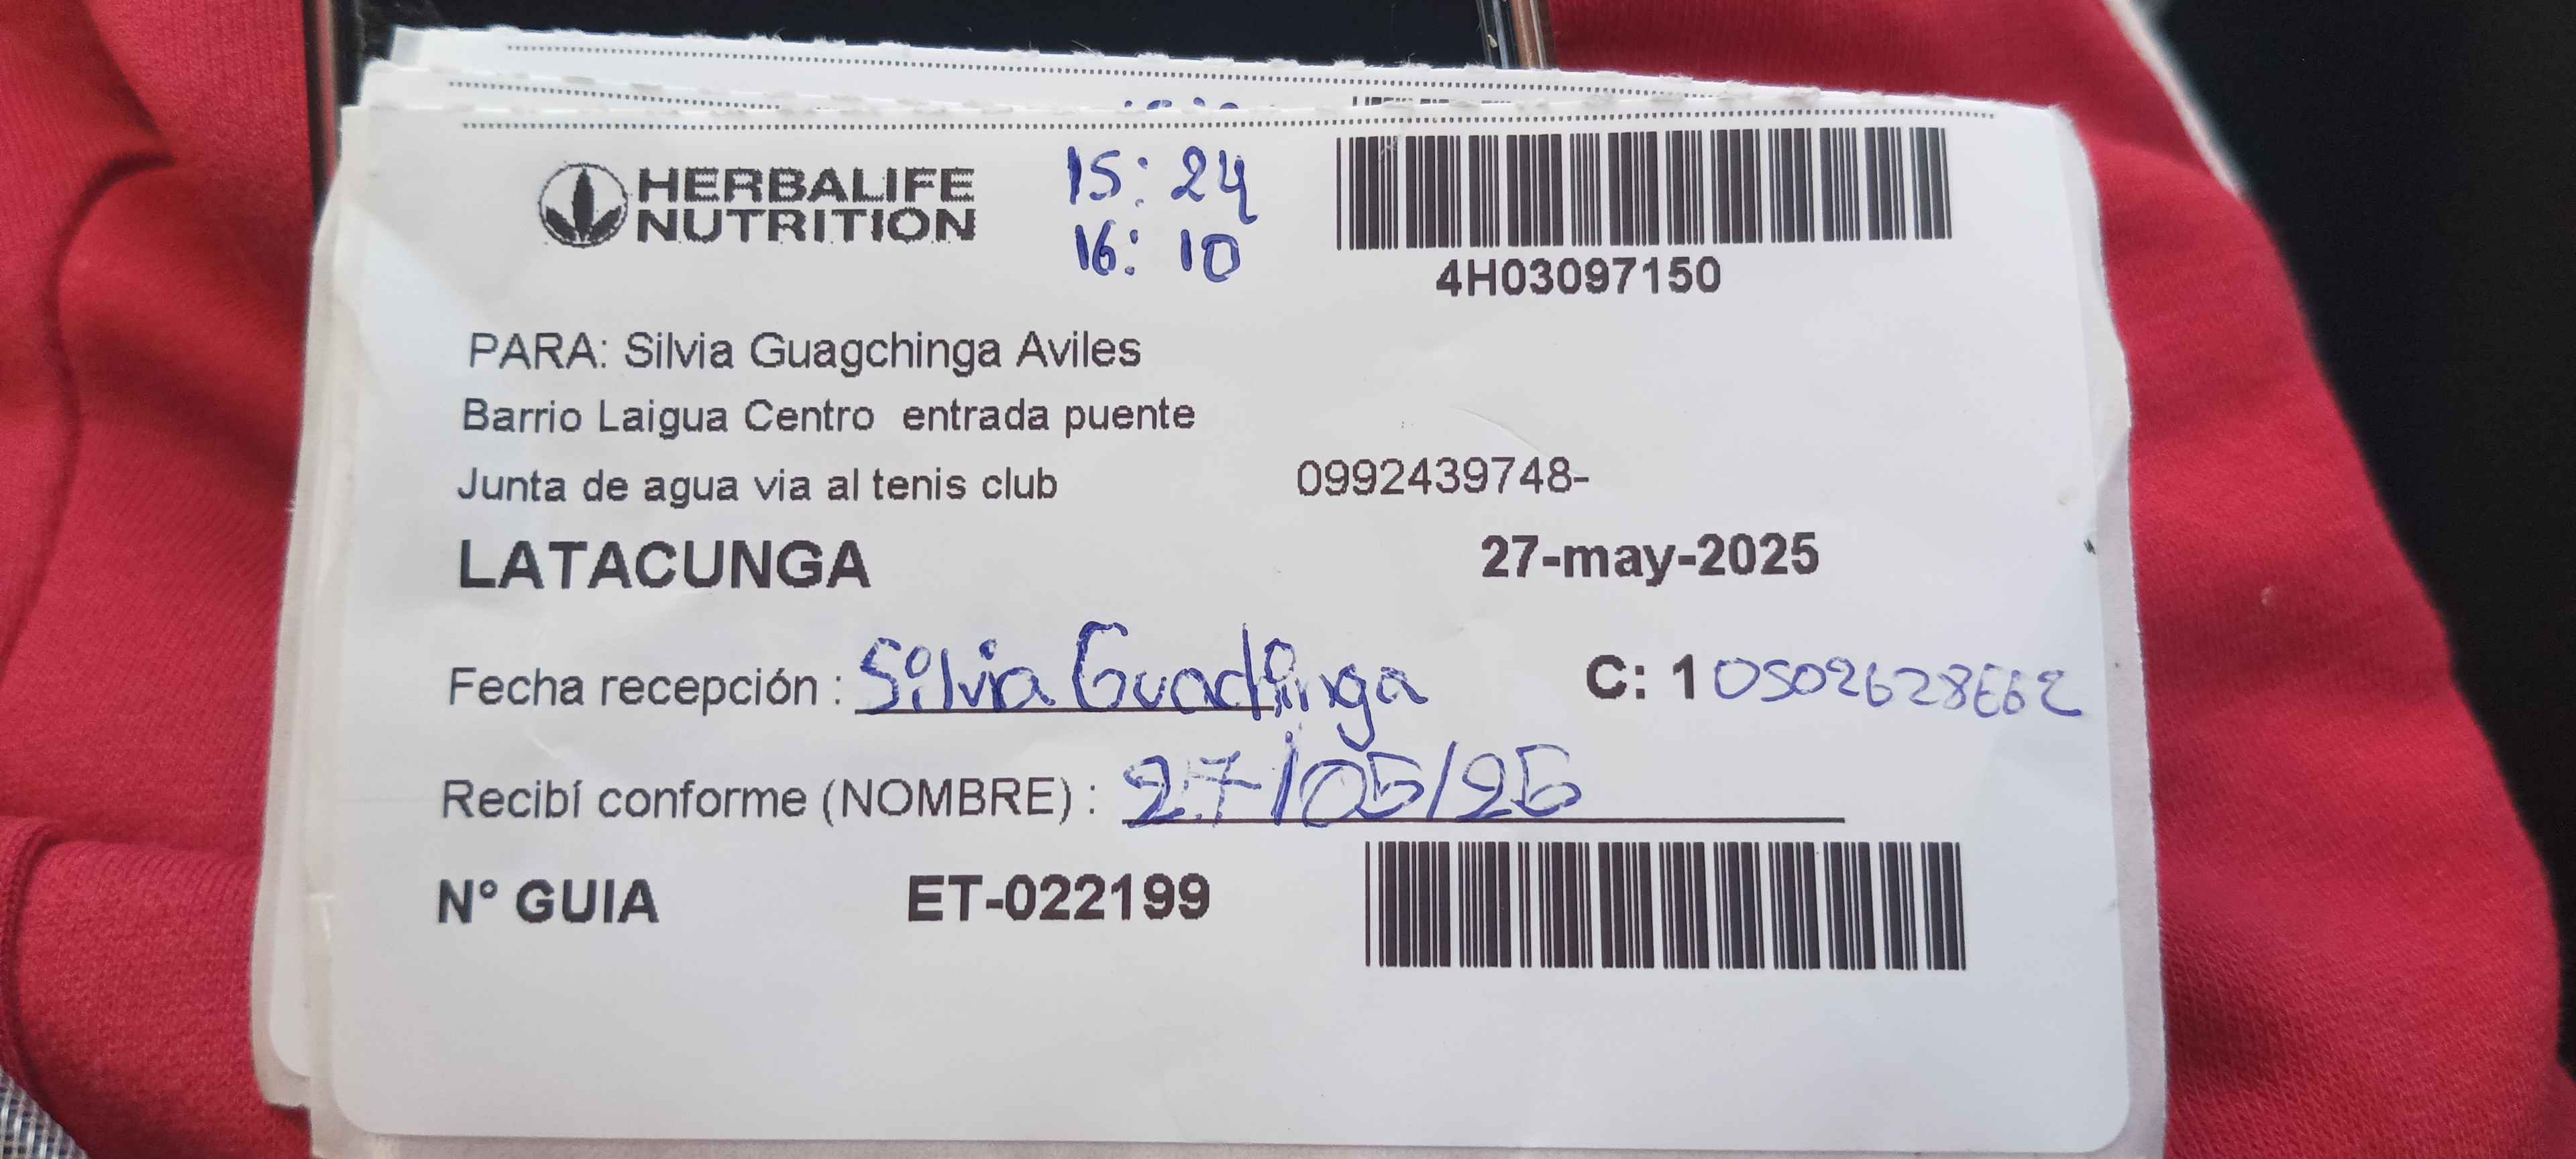 HERBALIFE
NUTRITION
15:24
16:10
4H03097150
PARA: Silvia Guagchinga Aviles
Barrio Laigua Centro entrada puente
Junta de agua via al tenis club 0992439748-
LATACUNGA 27-may-2025
Fecha recepción : Silvia Guachinga C: 1
Recibí conforme (NOMBRE) : 27/05/25
N° GUIA ET-022199